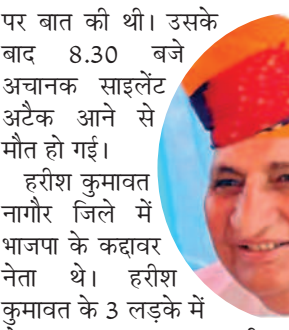 पर बात की थी। उसके
बाद 8.30 बजे
अचानक साइलेंट
अटैक आने से
मौत हो गई।
हरीश कुमावत
नागौर जिले में
भाजपा के कद्दावर
नेता थे। हरीश
कुमावत के 3 लड़के में